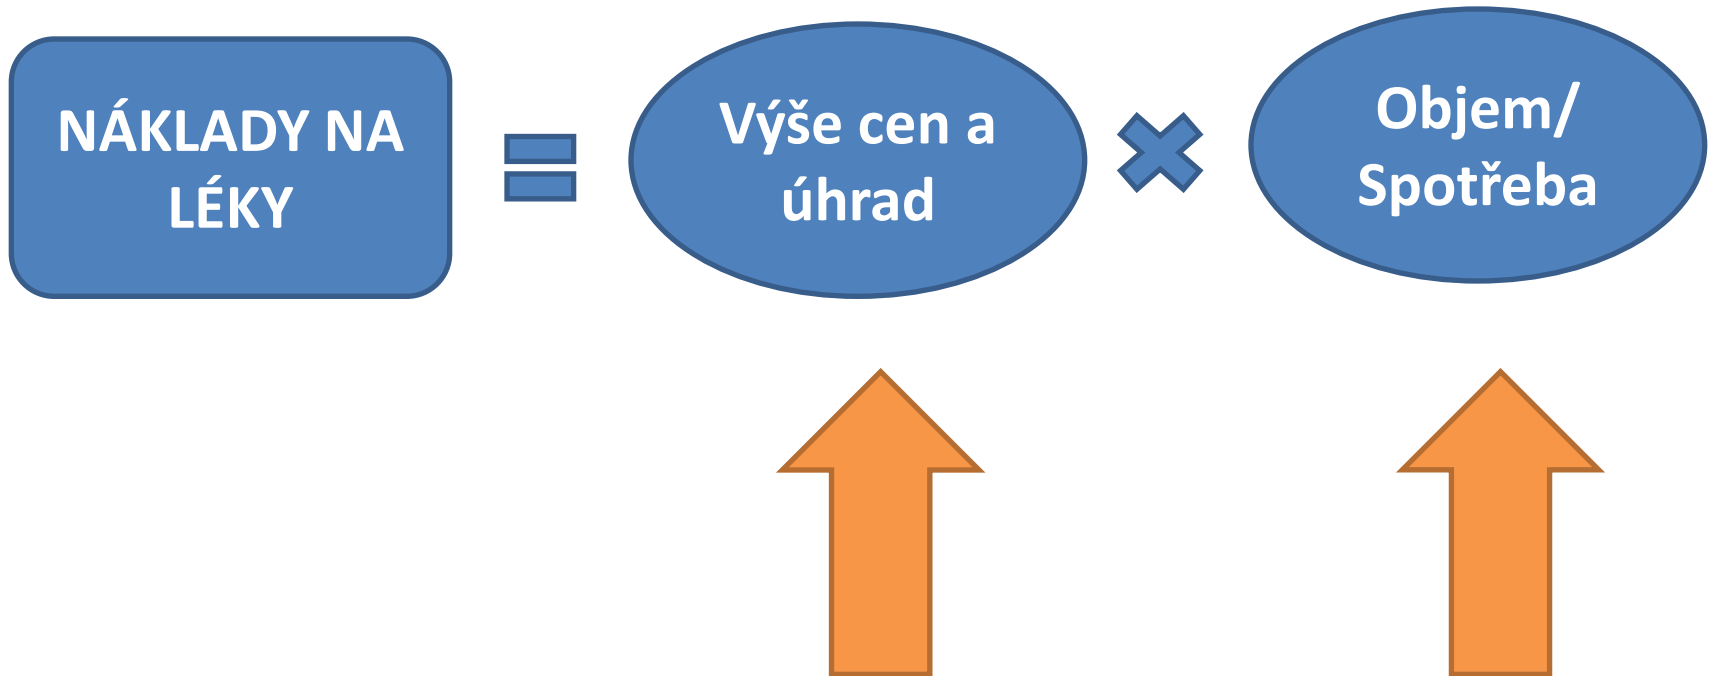 NÁKLADY NA
LÉKY
Výše cen a
úhrad
Objem/
Spotřeba